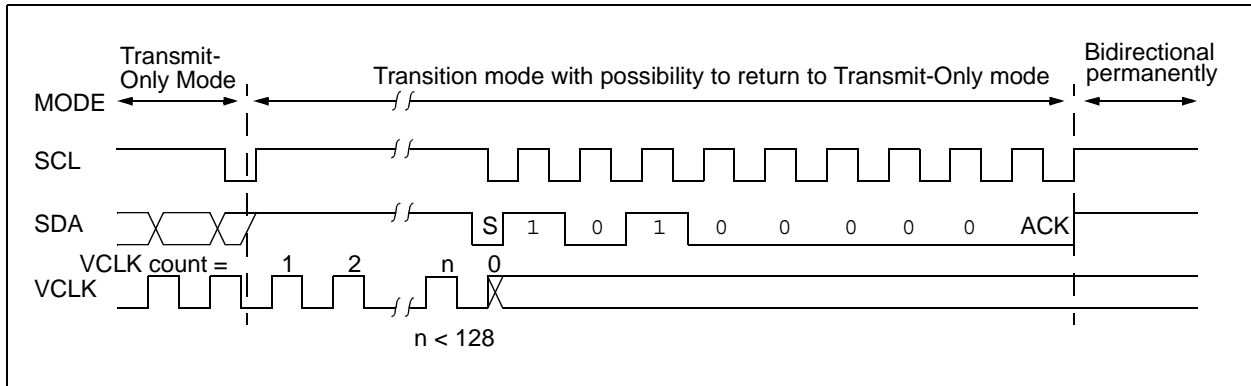 Transmit-
Only Mode
Transition mode with possibility to return to Transmit-Only mode
Bidirectional
permanently
MODE
SCL
SDA
S 1 0 1 0 0 0 0 0 ACK
VCLK count = 1 2 n 0
VCLK
n < 128